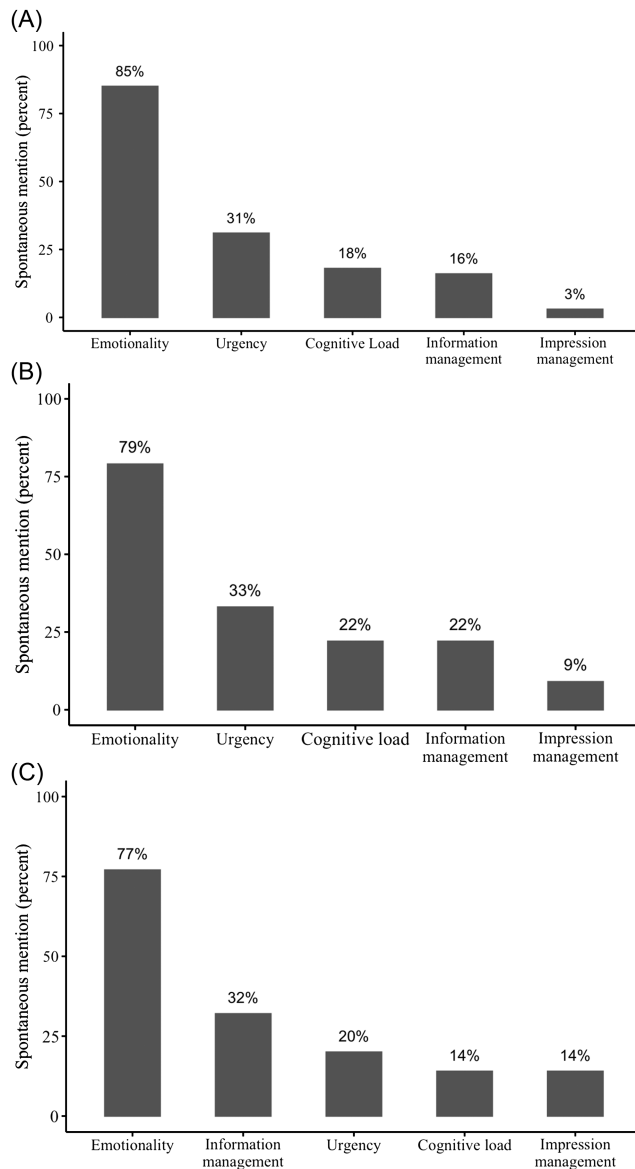 (A)
Spontaneous mention (percent)
100
75
50
25
0
85%
31%
18%
16%
3%
Emotionality
Urgency
Cognitive Load
Information
management
Impression
management
(B)
Spontaneous mention (percent)
100
75
50
25
0
79%
33%
22%
22%
9%
Emotionality
Urgency
Cognitive load
Information
management
Impression
management
(C)
Spontaneous mention (percent)
100
75
50
25
0
77%
32%
20%
14%
14%
Emotionality
Information
management
Urgency
Cognitive load
Impression
management